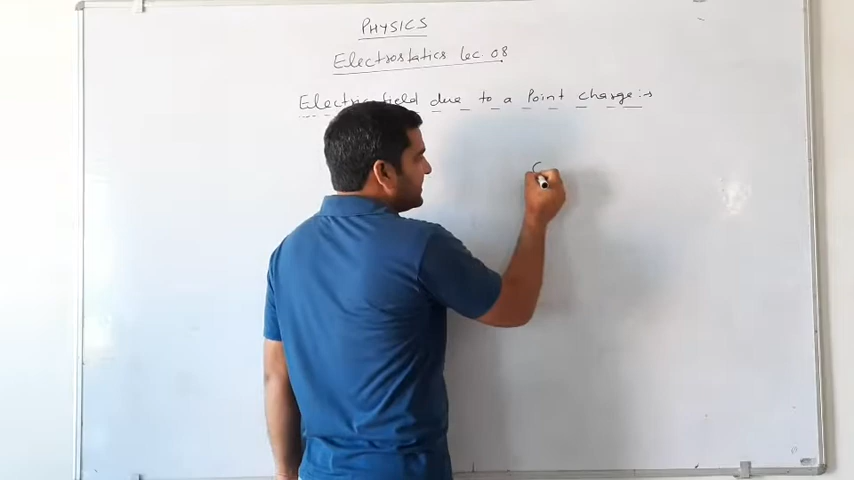 PHYSICS
Electrostatics Lec. 08
Electric field due to a Point charge:-